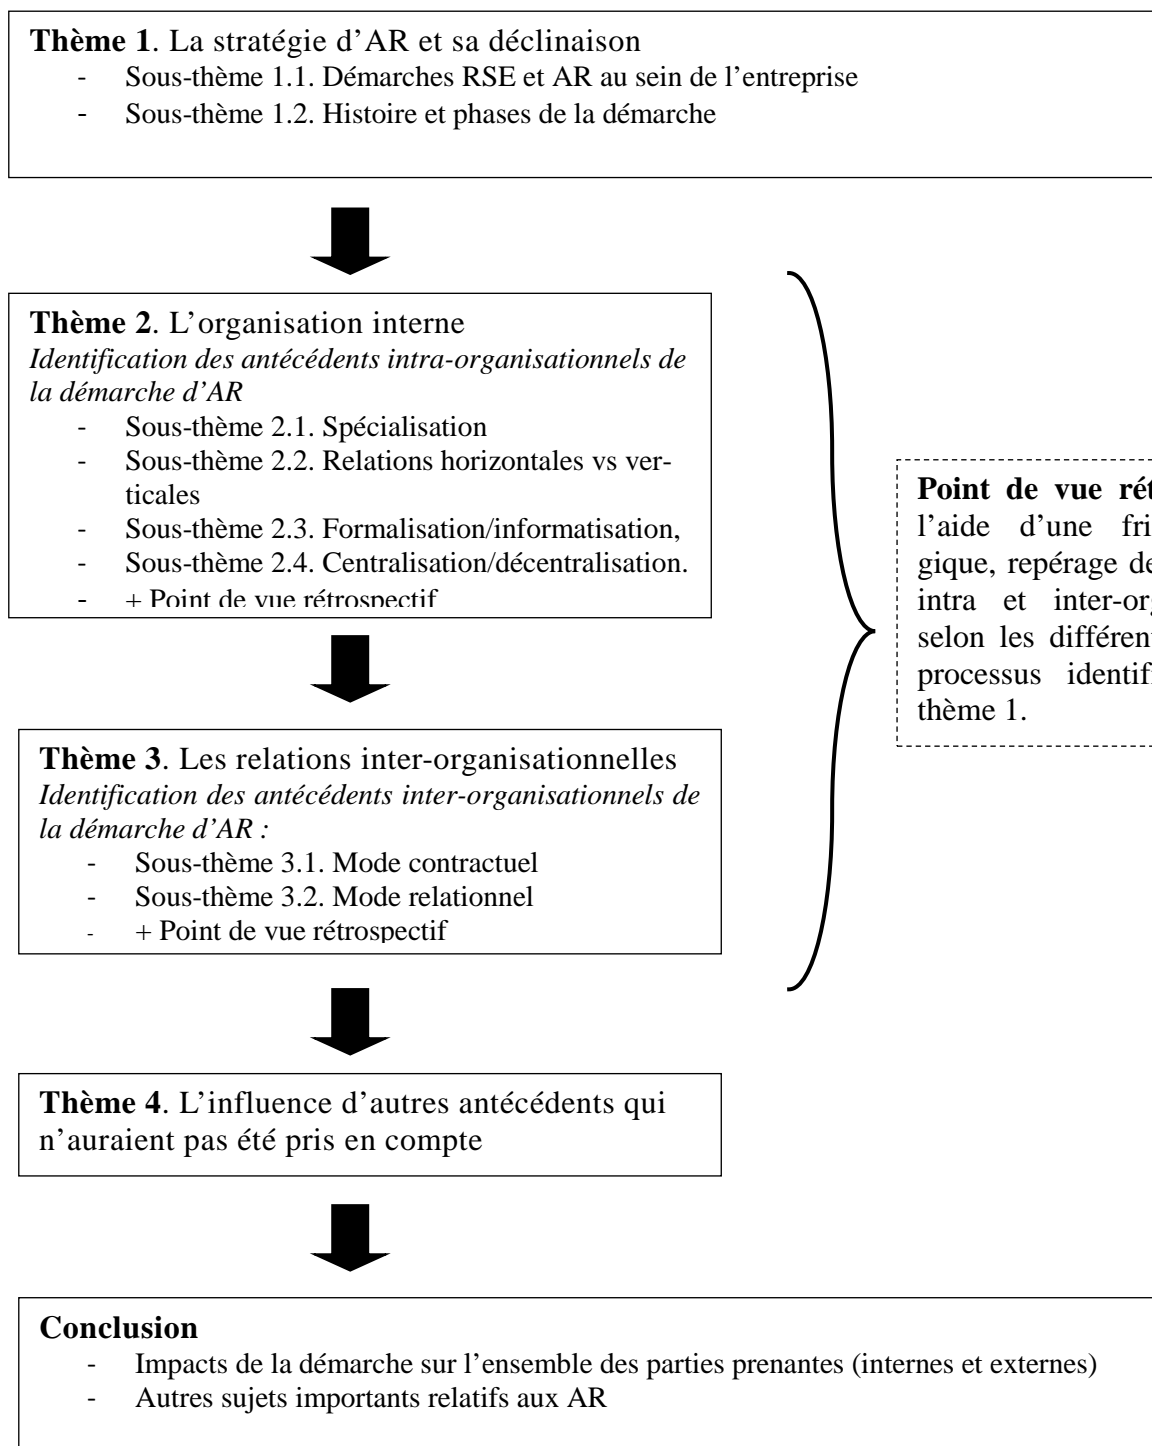 Thème 1. La stratégie d’AR et sa déclinaison
- Sous-thème 1.1. Démarches RSE et AR au sein de l’entreprise
- Sous-thème 1.2. Histoire et phases de la démarche
Thème 2. L’organisation interne
Identification des antécédents intra-organisationnels de
la démarche d’AR
- Sous-thème 2.1. Spécialisation
- Sous-thème 2.2. Relations horizontales vs ver-
ticales
- Sous-thème 2.3. Formalisation/informatisation,
- Sous-thème 2.4. Centralisation/décentralisation.
- + Point de vue rétrospectif
Thème 3. Les relations inter-organisationnelles
Identification des antécédents inter-organisationnels de
la démarche d’AR :
- Sous-thème 3.1. Mode contractuel
- Sous-thème 3.2. Mode relationnel
- + Point de vue rétrospectif
Point de vue
l’aide d’une
gique, repérage
intra et
selon les
processus
thème 1.
Thème 4. L’influence d’autres antécédents qui
n’auraient pas été pris en compte
Conclusion
- Impacts de la démarche sur l’ensemble des parties prenantes (internes et externes)
- Autres sujets importants relatifs aux AR